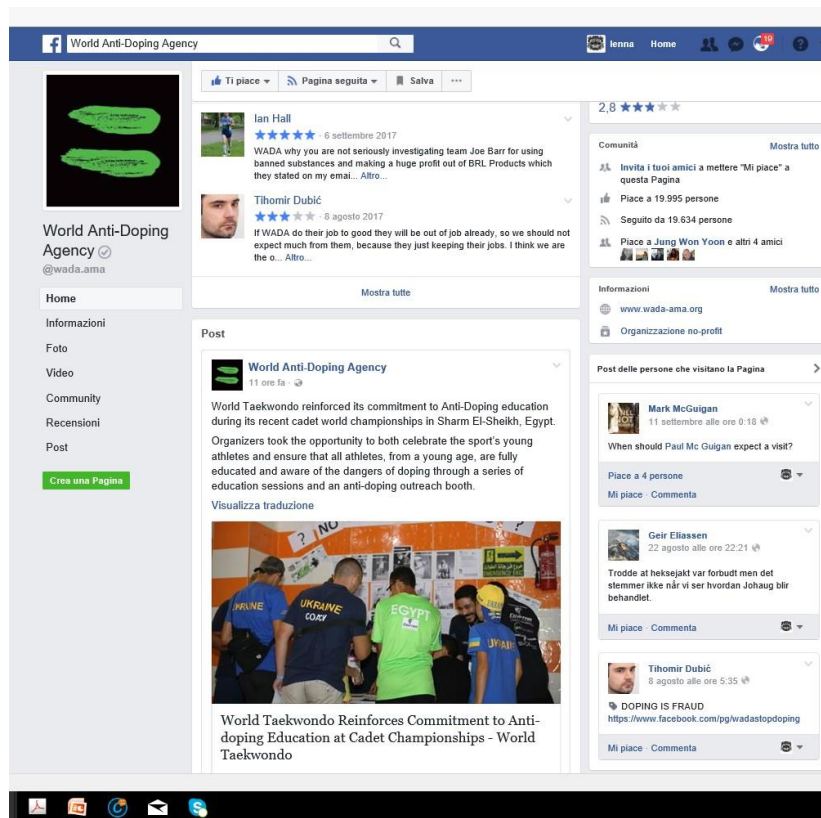 World Anti-Doping Agency
Ienna
Home
10
World Anti-Doping
Agency
@wada.ama
Home
Informazioni
Foto
Video
Community
Recensioni
Post
Crea una Pagina
Ti piace
Pagina seguita
Salva
Ian Hall
6 settembre 2017
WADA why you are not seriously investigating team Joe Barr for using
banned substances and making a huge profit out of BRL Products which
they stated on my emai... Altro...
Tihomir Dubić
· 8 agosto 2017
If WADA do their job to good they will be out of job already, so we should not
expect much from them, because they just keeping their jobs. I think we are
the o... Altro...
Mostra tutte
Post
World Anti-Doping Agency
11 ore fa ·
World Taekwondo reinforced its commitment to Anti-Doping education
during its recent cadet world championships in Sharm El-Sheikh, Egypt.
Organizers took the opportunity to both celebrate the sport's young
athletes and ensure that all athletes, from a young age, are fully
educated and aware of the dangers of doping through a series of
education sessions and an anti-doping outreach booth.
Visualizza traduzione
? NO
?
UKRAINE
UKRAINE
COACH
EGYPT
UKRAINE
World Taekwondo Reinforces Commitment to Anti-
doping Education at Cadet Championships - World
Taekwondo
2,8
Comunità
Mostra tutto
Invita i tuoi amici a mettere "Mi piace" a
questa Pagina
Piace a 19.995 persone
Seguito da 19.634 persone
Piace a Jung Won Yoon e altri 4 amici
Informazioni
Mostra tutto
www.wada-ama.org
Organizzazione no-profit
Post delle persone che visitano la Pagina
Mark McGuigan
11 settembre alle ore 0:18
When should Paul Mc Guigan expect a visit?
Piace a 4 persone
Mi piace · Commenta
Geir Eliassen
22 agosto alle ore 22:21
Trodde at heksejakt var forbudt men det
stemmer ikke når vi ser hvordan Johaug blir
behandlet.
Mi piace · Commenta
Tihomir Dubić
8 agosto alle ore 5:35
DOPING IS FRAUD
https://www.facebook.com/pg/wadastopdoping
Mi piace · Commenta